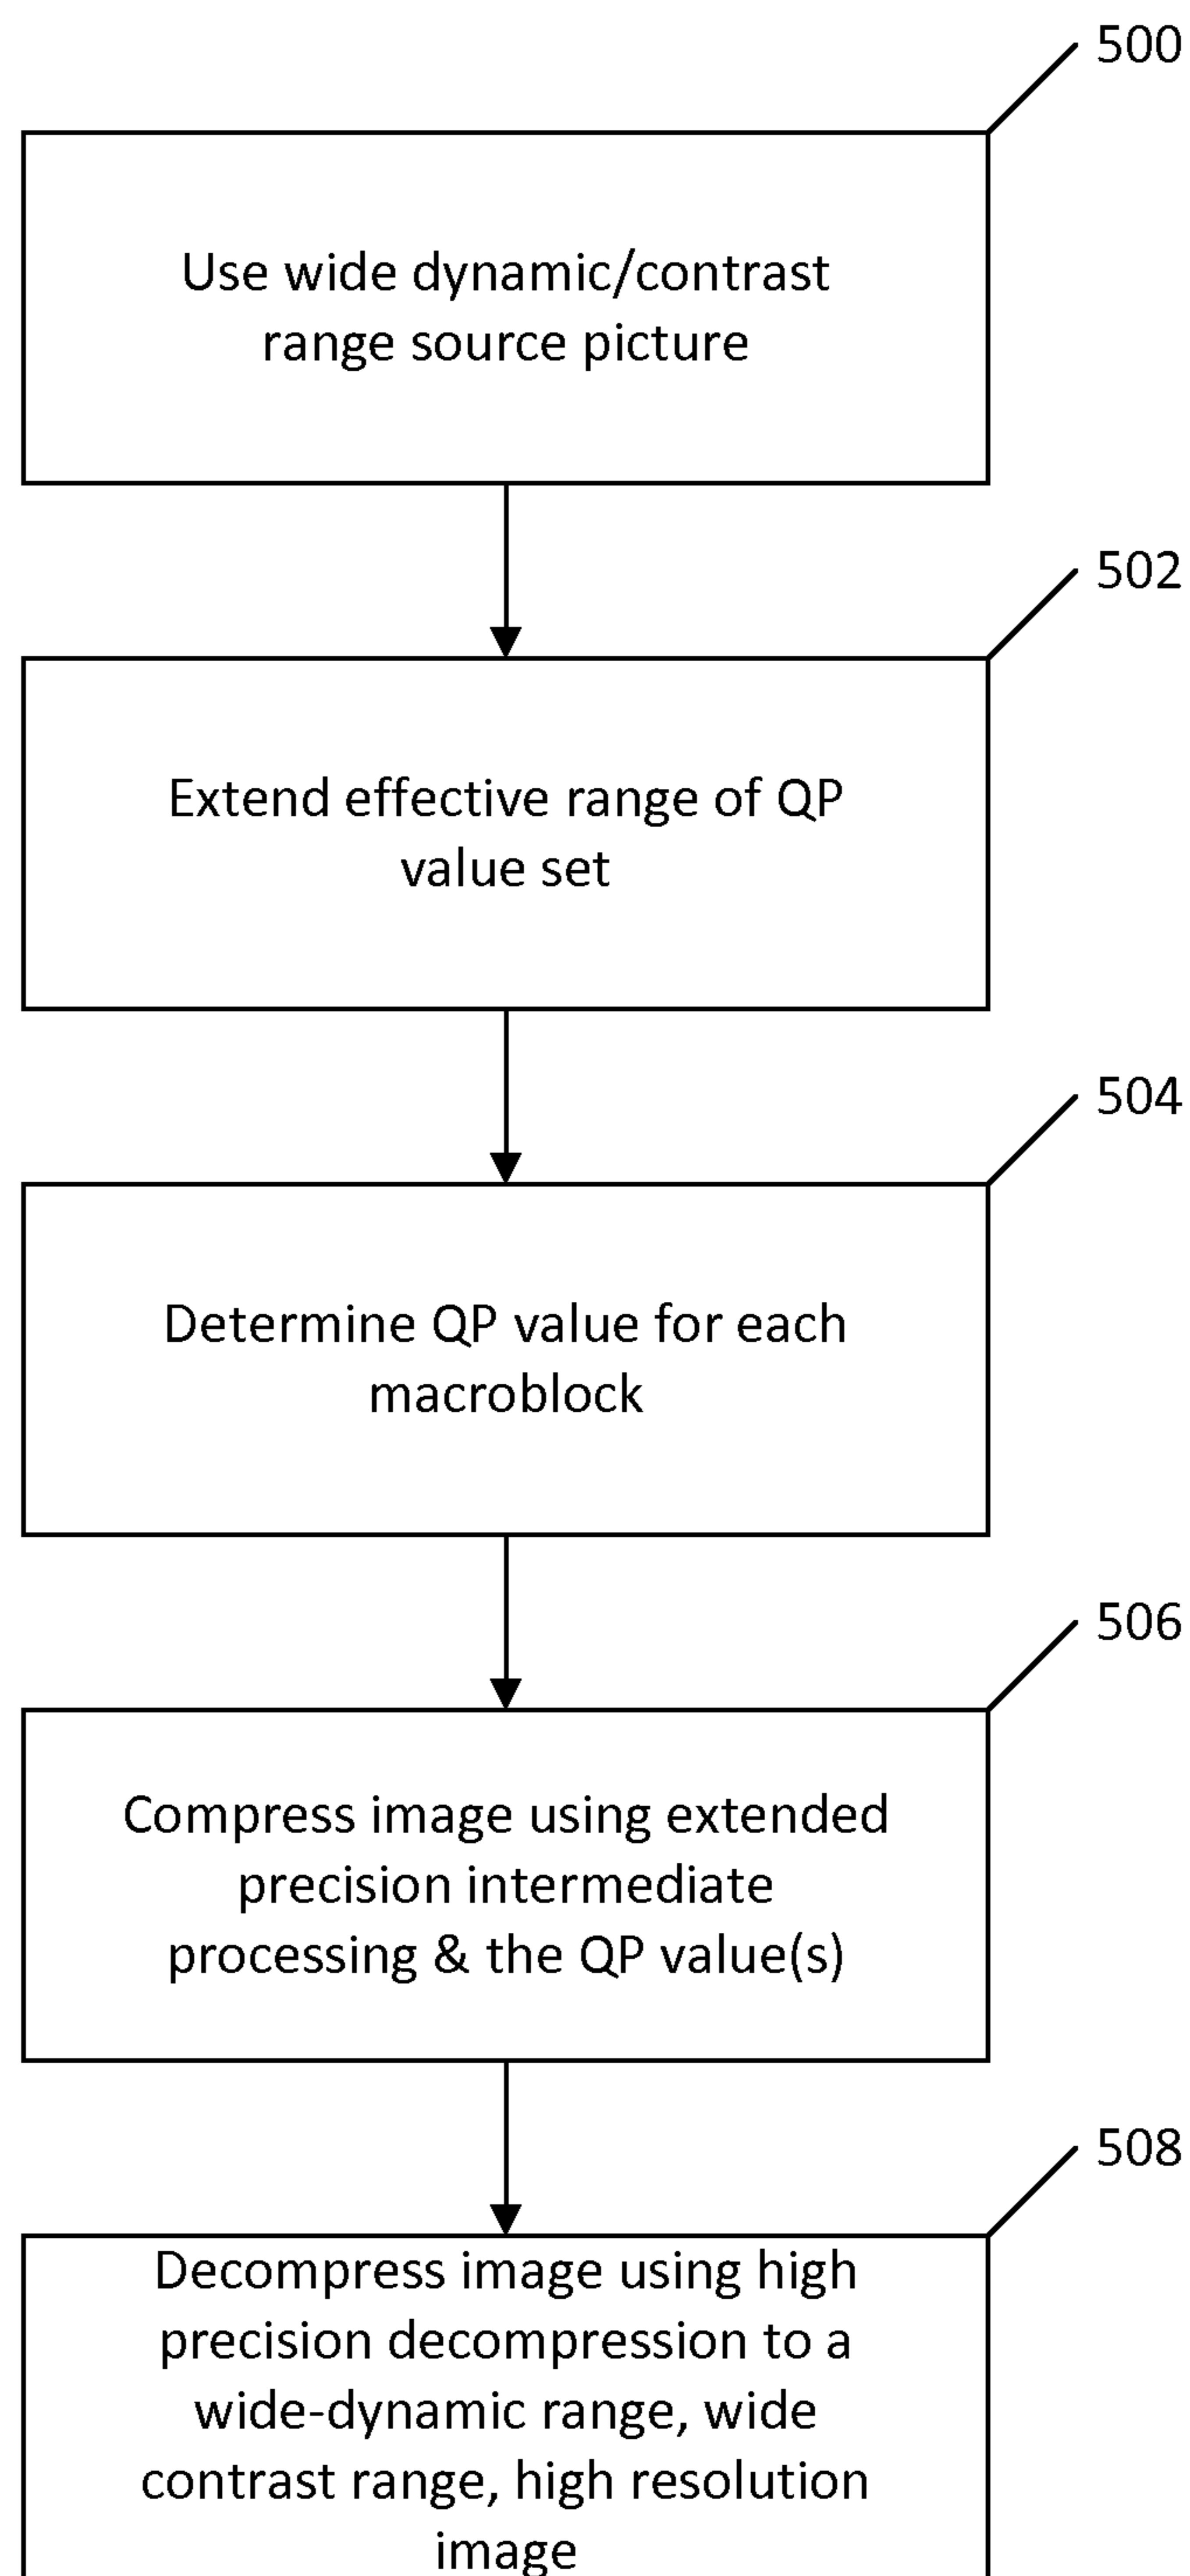 500
Use wide dynamic/contrast
range source picture
502
Extend effective range of QP
value set
504
Determine QP value for each
macroblock
506
Compress image using extended
precision intermediate
processing & the QP value(s)
508
Decompress image using high
precision decompression to a
wide-dynamic range, wide
contrast range, high resolution
image